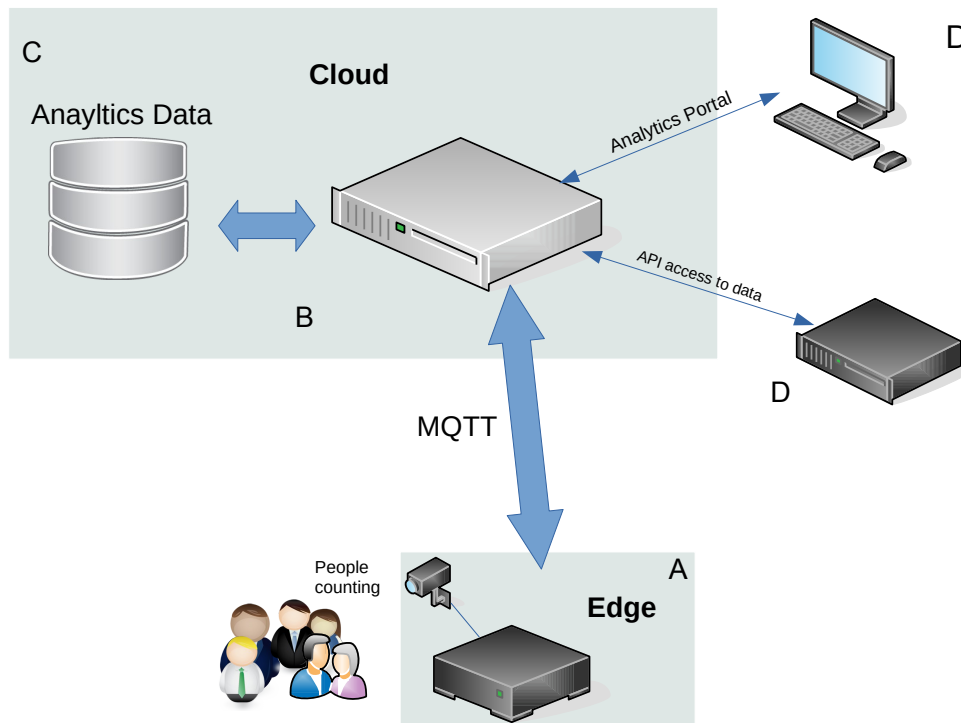 C
Cloud
D
Anayltics Data
Analytics Portal
API access to data
B
D
MQTT
A
People
counting
Edge